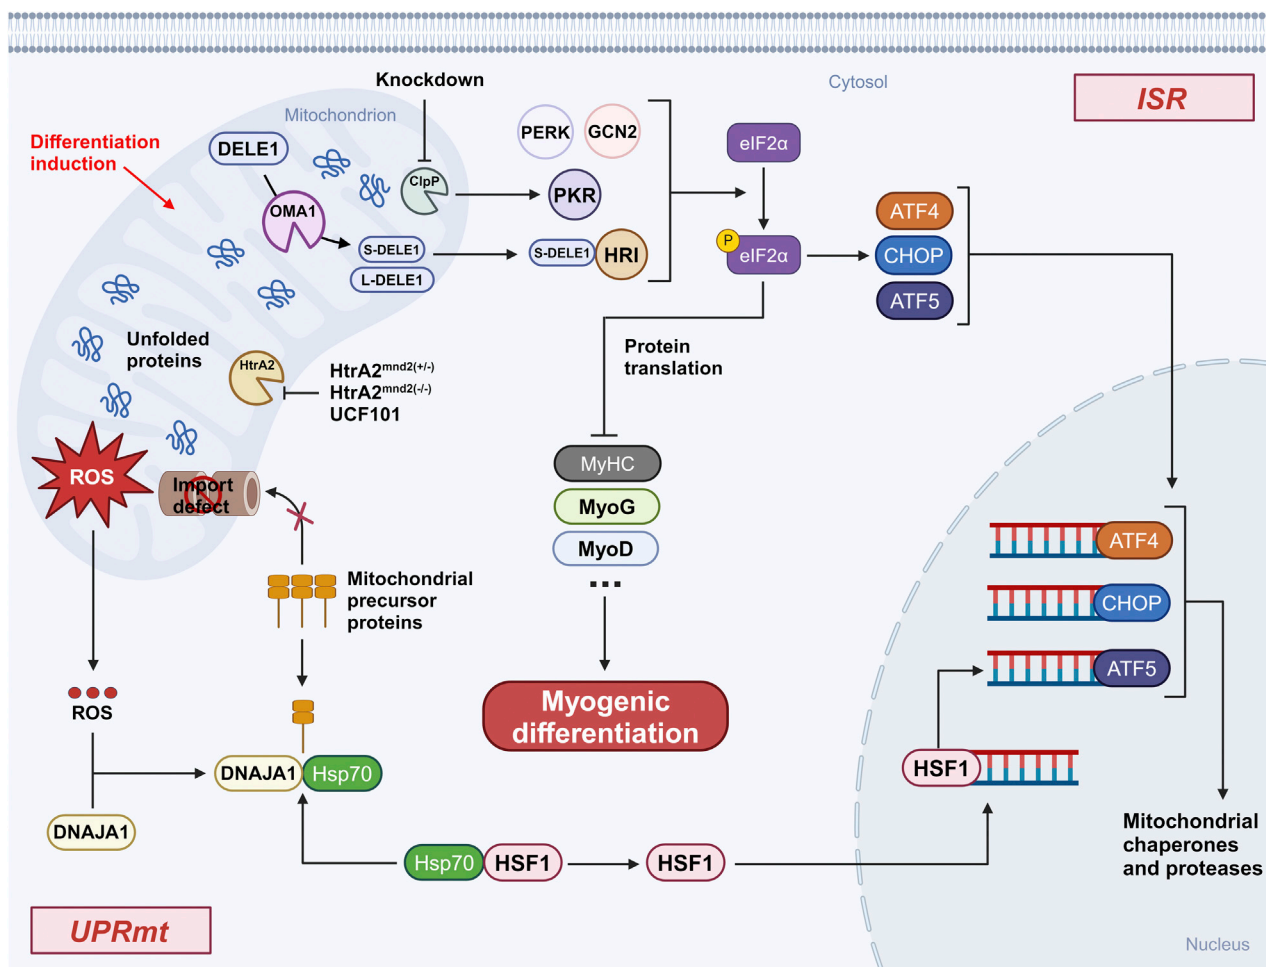 Knockdown
Cytosol
ISR
Mitochondrion
Differentiation
induction
DELE1
ClpP
PERK
GCN2
eIF2α
OMA1
PKR
ATF4
S-DELE1
S-DELE1
HRI
P
eIF2α
CHOP
L-DELE1
ATF5
Unfolded
proteins
HtrA2
HtrA2mnd2(+/-)
HtrA2mnd2(-/-)
UCF101
Protein
translation
ROS
Import
defect
MyHC
MyoG
MyoD
...
ATF4
CHOP
ATF5
Mitochondrial
precursor
proteins
ROS
Myogenic
differentiation
DNAJA1
Hsp70
HSF1
DNAJA1
Hsp70
HSF1
HSF1
Mitochondrial
chaperones
and proteases
UPRmt
Nucleus